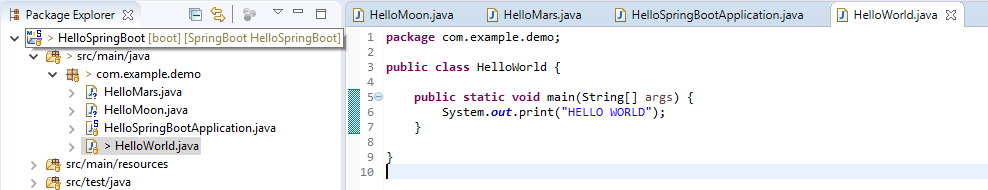 Package Explorer
> HelloSpringBoot [boot] [SpringBoot HelloSpringBoot]
> src/main/java
> com.example.demo
HelloMars.java
HelloMoon.java
HelloSpringBootApplication.java
> HelloWorld.java
src/main/resources
src/test/java
HelloMoon.java HelloMars.java HelloSpringBootApplication.java HelloWorld.java
1 package com.example.demo;
2
3 public class HelloWorld {
4
5 public static void main(String[] args) {
6 System.out.print("HELLO WORLD");
7 }
8
9 }
10